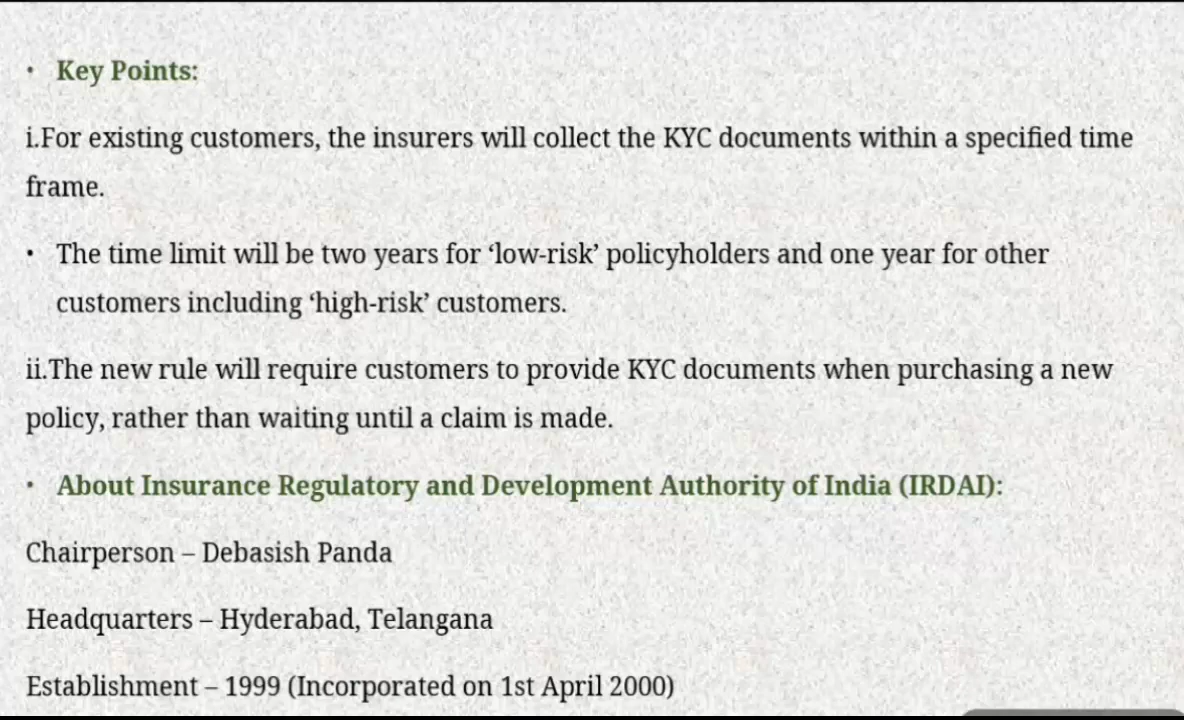 • Key Points:
i.For existing customers, the insurers will collect the KYC documents within a specified time
frame.
• The time limit will be two years for ‘low-risk’ policyholders and one year for other
customers including ‘high-risk’ customers.
ii.The new rule will require customers to provide KYC documents when purchasing a new
policy, rather than waiting until a claim is made.
• About Insurance Regulatory and Development Authority of India (IRDAI):
Chairperson – Debasish Panda
Headquarters – Hyderabad, Telangana
Establishment – 1999 (Incorporated on 1st April 2000)